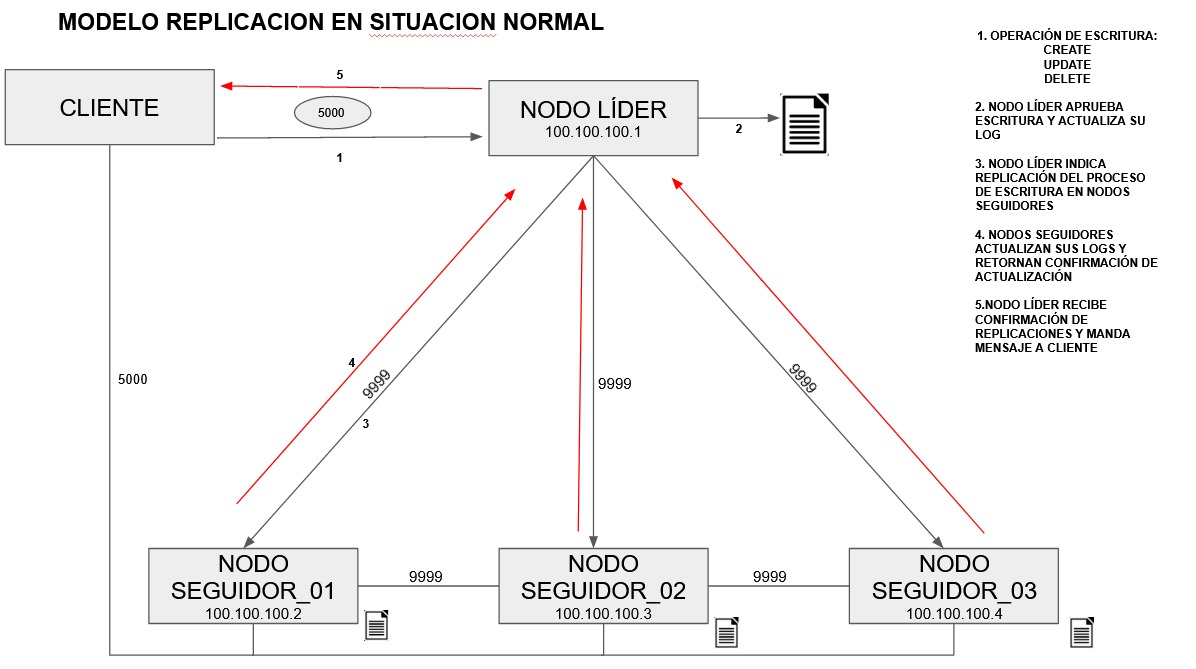 MODELO REPLICACION EN SITUACION NORMAL
1. OPERACIÓN DE ESCRITURA:
CREATE
UPDATE
DELETE
2. NODO LÍDER APRUEBA
ESCRITURA Y ACTUALIZA SU
LOG
3. NODO LÍDER INDICA
REPLICACIÓN DEL PROCESO
DE ESCRITURA EN NODOS
SEGUIDORES
4. NODOS SEGUIDORES
ACTUALIZAN SUS LOGS Y
RETORNAN CONFIRMACIÓN DE
ACTUALIZACIÓN
5.NODO LÍDER RECIBE
CONFIRMACIÓN DE
REPLICACIONES Y MANDA
MENSAJE A CLIENTE
CLIENTE
5
5000
1
NODO LÍDER
100.100.100.1
2
4
9999
3
9999
9999
5000
NODO
SEGUIDOR_01
100.100.100.2
9999
NODO
SEGUIDOR_02
100.100.100.3
9999
NODO
SEGUIDOR_03
100.100.100.4